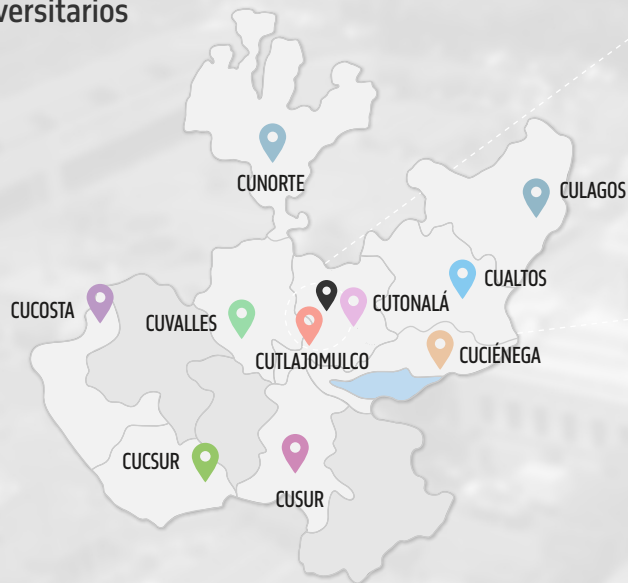 versitarios
CUNORTE
CULAGOS
CUALTOS
CUCOSTA
CUTONALÁ
CUVALLES
CUTLAJOMULCO
CUCIÉNEGA
CUCSUR
CUSUR